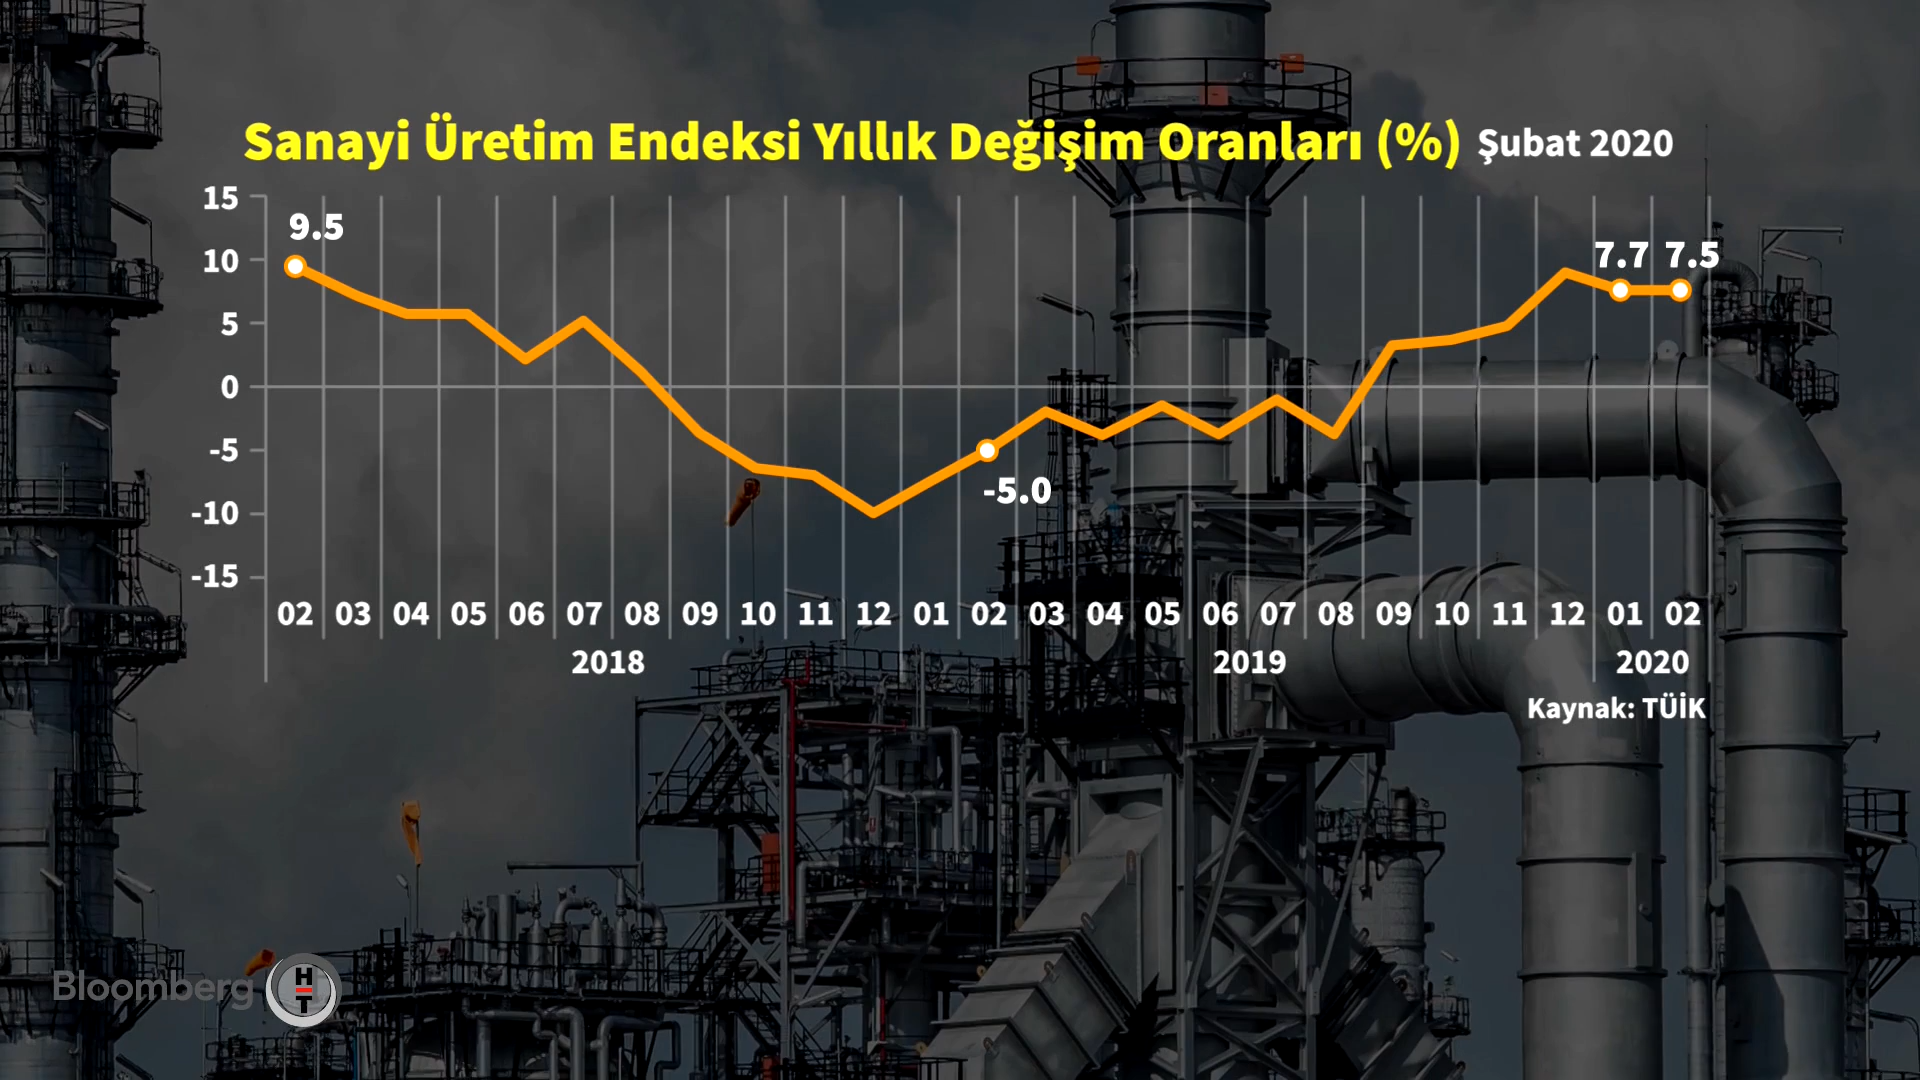 Sanayi Üretim Endeksi Yıllık Değişim Oranları (%) Şubat 2020
15
10
5
0
-5
-10
-15
9.5
-5.0
7.7 7.5
02 03 04 05 06 07 08 09 10 11 12 01 02 03 04 05 06 07 08 09 10 11 12 01 02
2018 2019 2020
Kaynak: TÜİK
Bloomberg HT